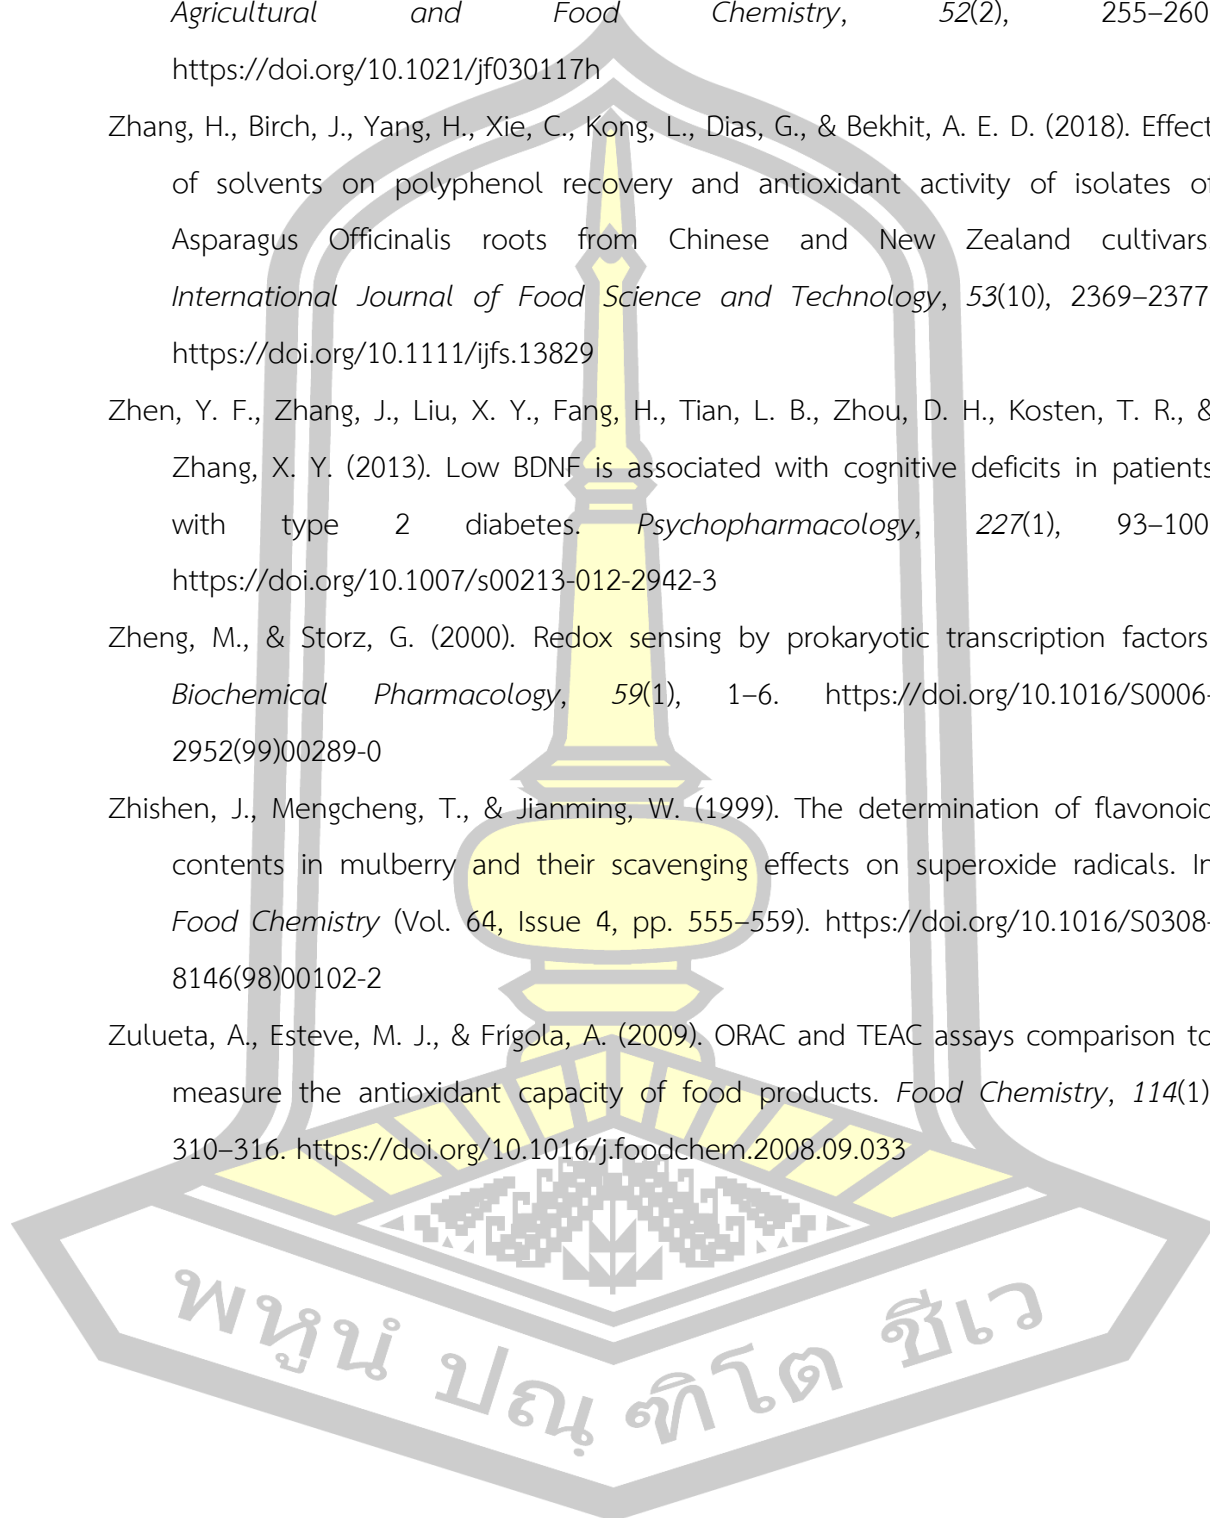 Agricultural and Food Chemistry, 52(2), 255–260
https://doi.org/10.1021/jf030117h
Zhang, H., Birch, J., Yang, H., Xie, C., Kong, L., Dias, G., & Bekhit, A. E. D. (2018). Effect
of solvents on polyphenol recovery and antioxidant activity of isolates of
Asparagus Officinalis roots from Chinese and New Zealand cultivars.
International Journal of Food Science and Technology, 53(10), 2369–2377
https://doi.org/10.1111/ijfs.13829
Zhen, Y. F., Zhang, J., Liu, X. Y., Fang, H., Tian, L. B., Zhou, D. H., Kosten, T. R., &
Zhang, X. Y. (2013). Low BDNF is associated with cognitive deficits in patients
with type 2 diabetes. Psychopharmacology, 227(1), 93–100
https://doi.org/10.1007/s00213-012-2942-3
Zheng, M., & Storz, G. (2000). Redox sensing by prokaryotic transcription factors.
Biochemical Pharmacology, 59(1), 1–6. https://doi.org/10.1016/S0006-
2952(99)00289-0
Zhishen, J., Mengcheng, T., & Jianming, W. (1999). The determination of flavonoid
contents in mulberry and their scavenging effects on superoxide radicals. In
Food Chemistry (Vol. 64, Issue 4, pp. 555–559). https://doi.org/10.1016/S0308-
8146(98)00102-2
Zulueta, A., Esteve, M. J., & Frígola, A. (2009). ORAC and TEAC assays comparison to
measure the antioxidant capacity of food products. Food Chemistry, 114(1)
310–316. https://doi.org/10.1016/j.foodchem.2008.09.033
พหูนํ ปณฺฑิโต ชีเว